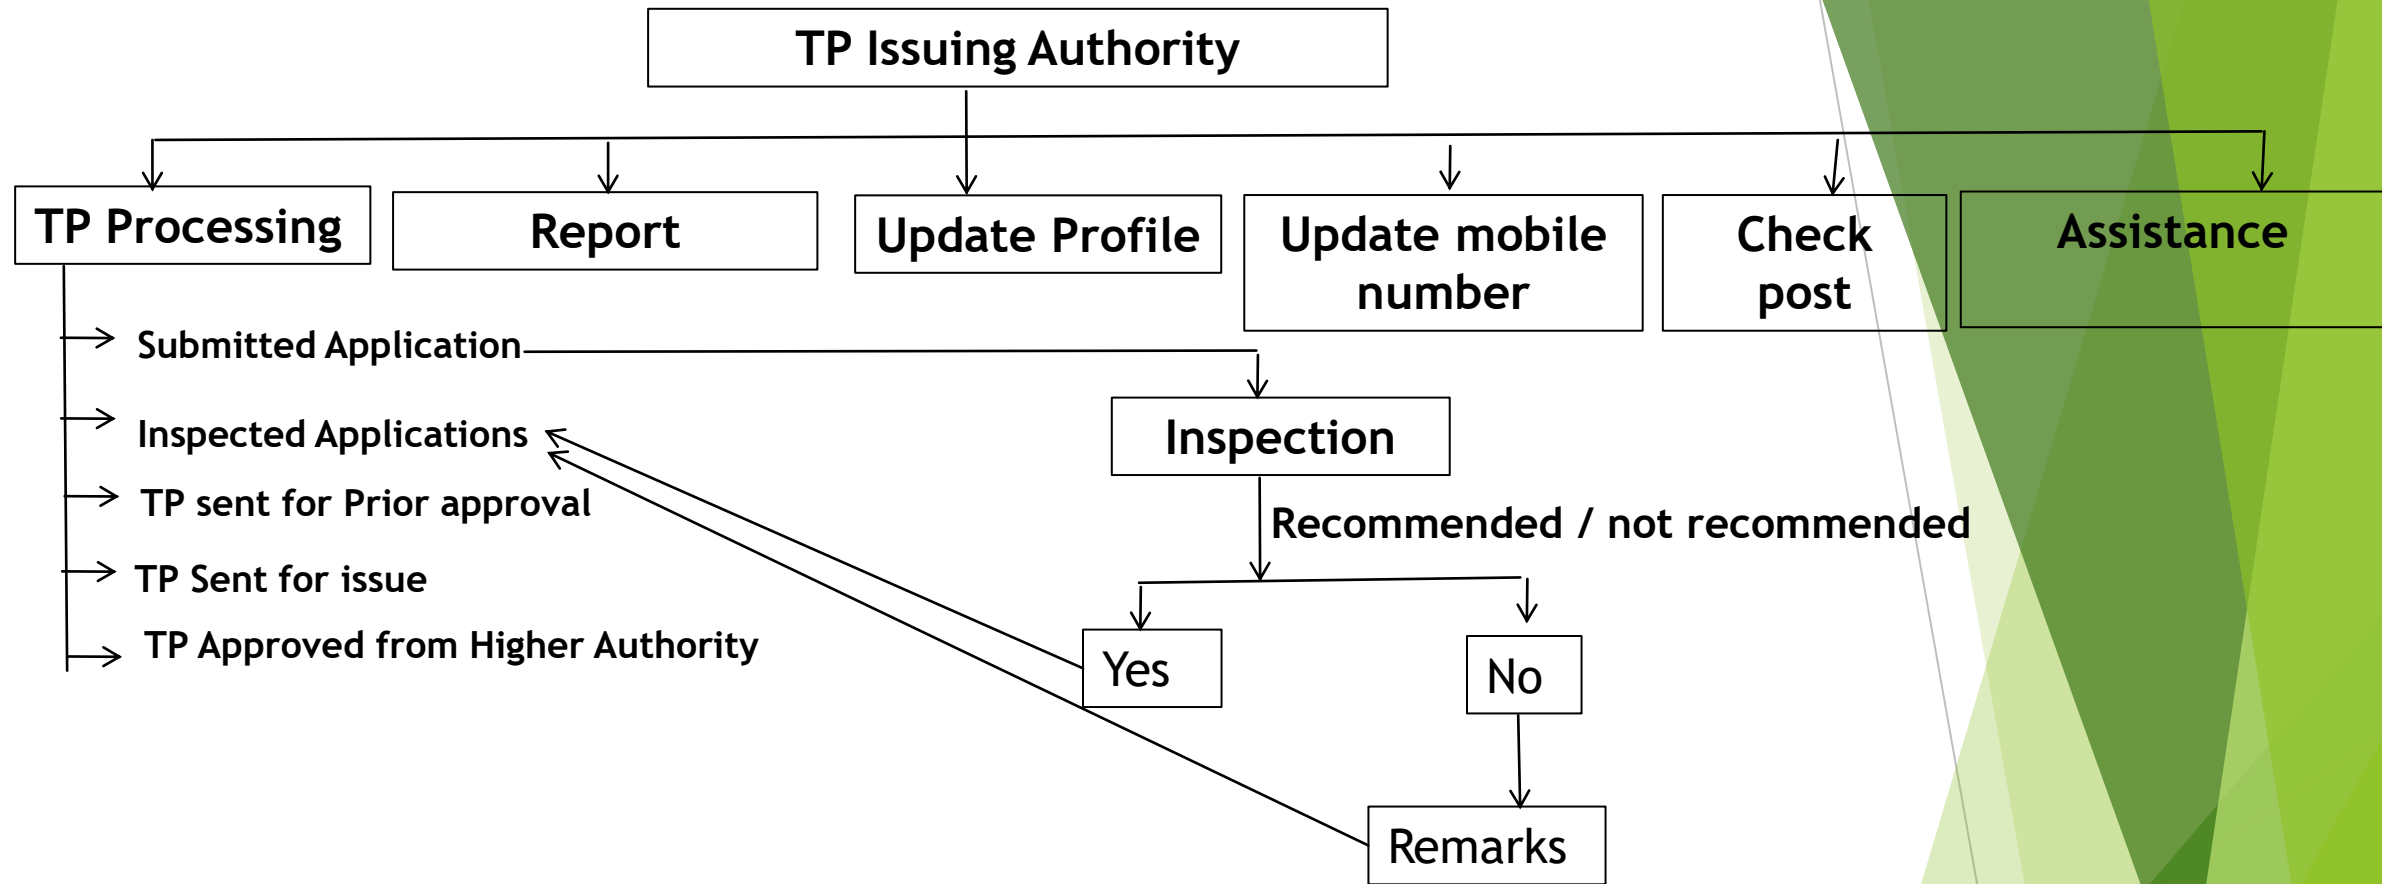 TP Issuing Authority
TP Processing
Report
Update Profile
Update mobile
number
Check
post
Assistance
Submitted Application
Inspected Applications
TP sent for Prior approval
TP Sent for issue
TP Approved from Higher Authority
Inspection
Recommended / not recommended
Yes
No
Remarks